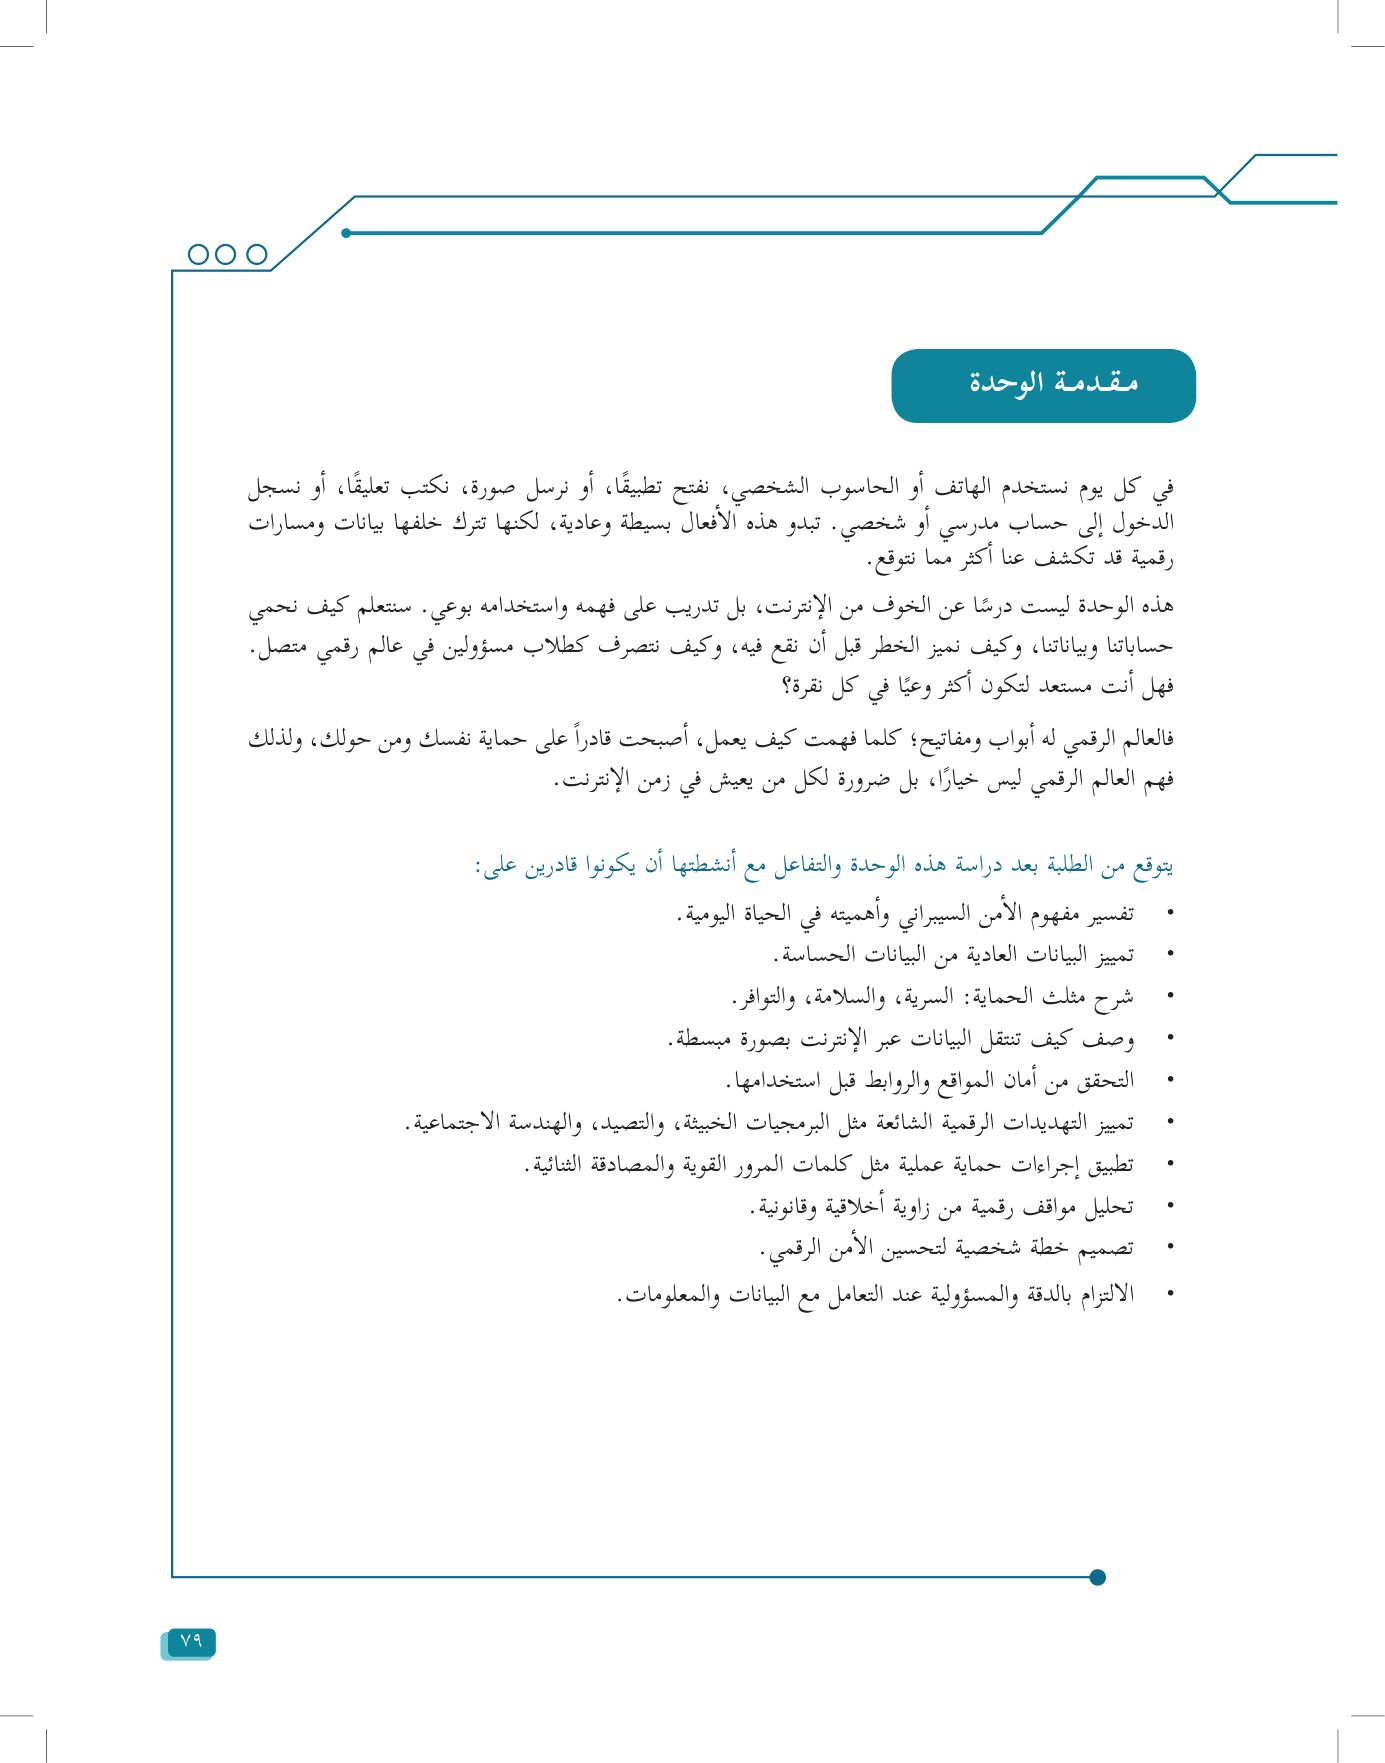 مقدمة الوحدة
في كل يوم نستخدم الهاتف أو الحاسوب الشخصي، نفتح تطبيقًا، أو نرسل صورة، نكتب تعليقًا، أو نسجل
الدخول إلى حساب مدرسي أو شخصي. تبدو هذه الأفعال بسيطة وعادية، لكنها تترك خلفها بيانات ومسارات
رقمية قد تكشف عنا أكثر مما نتوقع.
هذه الوحدة ليست درسًا عن الخوف من الإنترنت، بل تدريب على فهمه واستخدامه بوعي. سنتعلم كيف نحمي
حساباتنا وبياناتنا، وكيف نميز الخطر قبل أن نقع فيه، وكيف نتصرف كطلاب مسؤولين في عالم رقمي متصل.
فهل أنت مستعد لتكون أكثر وعيًا في كل نقرة؟
فالعالم الرقمي له أبواب ومفاتيح؛ كلما فهمت كيف يعمل، أصبحت قادراً على حماية نفسك ومن حولك، ولذلك
فهم العالم الرقمي ليس خيارًا، بل ضرورة لكل من يعيش في زمن الإنترنت.
يتوقع من الطلبة بعد دراسة هذه الوحدة والتفاعل مع أنشطتها أن يكونوا قادرين على:
• تفسير مفهوم الأمن السيبراني وأهميته في الحياة اليومية.
• تمييز البيانات العادية من البيانات الحساسة.
• شرح مثلث الحماية: السرية، والسلامة، والتوافر.
• وصف كيف تنتقل البيانات عبر الإنترنت بصورة مبسطة.
• التحقق من أمان المواقع والروابط قبل استخدامها.
• تمييز التهديدات الرقمية الشائعة مثل البرمجيات الخبيثة، والتصيد، والهندسة الاجتماعية.
• تطبيق إجراءات حماية عملية مثل كلمات المرور القوية والمصادقة الثنائية.
• تحليل مواقف رقمية من زاوية أخلاقية وقانونية.
• تصميم خطة شخصية لتحسين الأمن الرقمي.
• الالتزام بالدقة والمسؤولية عند التعامل مع البيانات والمعلومات.
٧٩